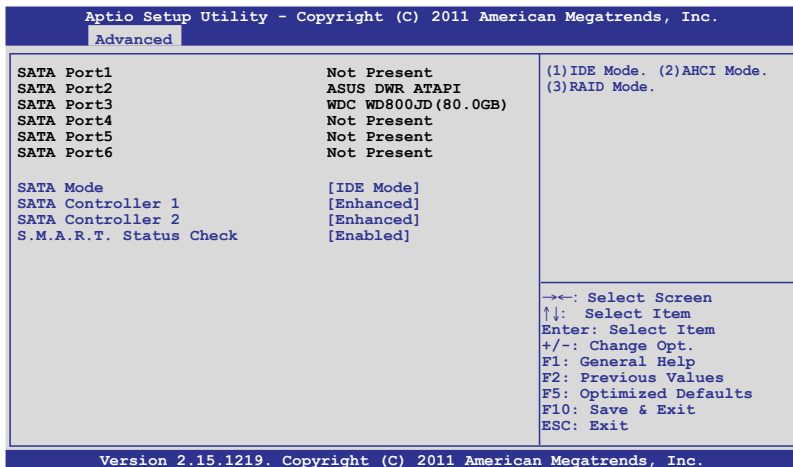 Aptio Setup Utility - Copyright (C) 2011 American Megatrends, Inc.
Advanced
SATA Port1 Not Present
SATA Port2 ASUS DWR ATAPI
SATA Port3 WDC WD800JD(80.0GB)
SATA Port4 Not Present
SATA Port5 Not Present
SATA Port6 Not Present
SATA Mode [IDE Mode]
SATA Controller 1 [Enhanced]
SATA Controller 2 [Enhanced]
S.M.A.R.T. Status Check [Enabled]
(1)IDE Mode. (2)AHCI Mode.
(3)RAID Mode.
→←: Select Screen
↑↓: Select Item
Enter: Select Item
+/-: Change Opt.
F1: General Help
F2: Previous Values
F5: Optimized Defaults
F10: Save & Exit
ESC: Exit
Version 2.15.1219. Copyright (C) 2011 American Megatrends, Inc.